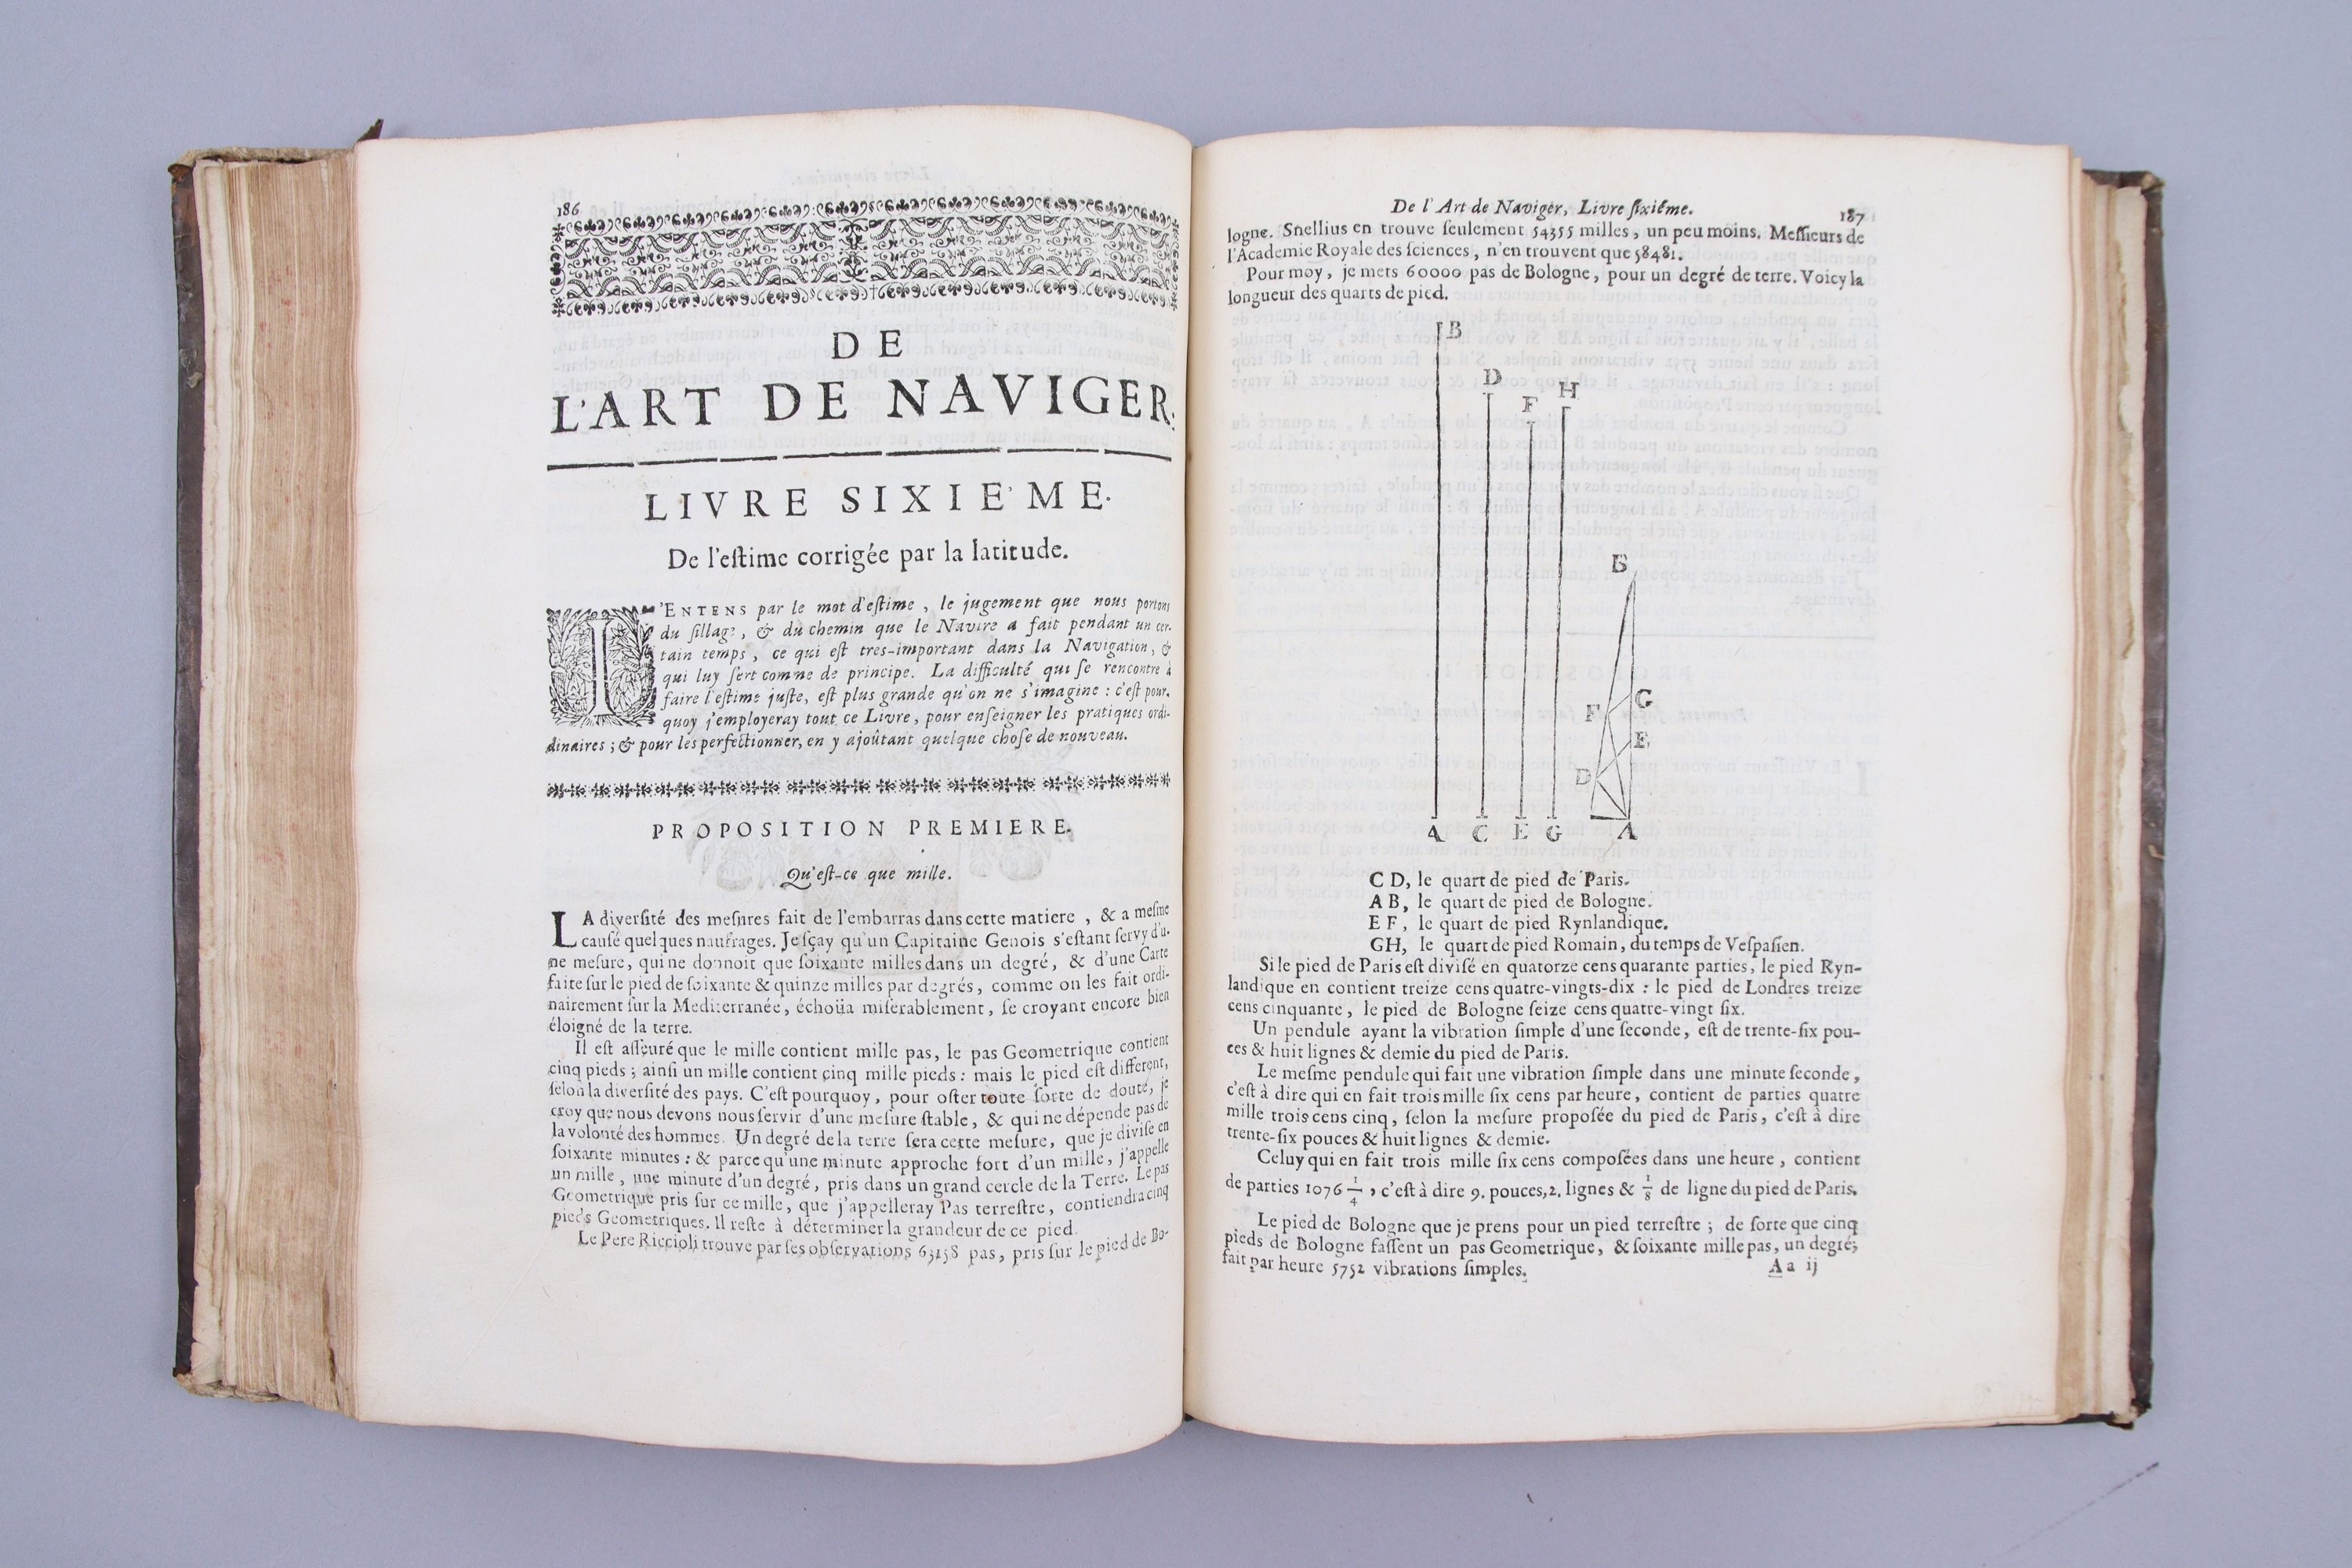 186
DE
L'ART DE NAVIGER.
LIVRE SIXIE'ME.
De l'eſtime corrigée par la latitude.
I'ENTENS par le mot d'eſtime, le jugement que nous portons
du ſillage, & du chemin que le Navire a fait pendant un cer-
tain temps, ce qui est tres-important dans la Navigation, &
qui luy ſert comme de principe. La difficulté qui ſe rencontre à
faire l'eſtime juſte, est plus grande qu'on ne s'imagine : c'eſt pour-
quoy j'employeray tout ce Livre, pour enſeigner les pratiques ordi-
dinaires ; & pour les perfectionner, en y ajoûtant quelque choſe de nouveau.
PROPOSITION PREMIERE.
Qu'eſt-ce que mille.
LA diverſité des meſures fait de l'embarras dans cette matiere, & a meſme
cauſé quelques naufrages. Je ſçay qu'un Capitaine Genois s'eſtant ſervy d'u-
ne meſure, qui ne donnoit que ſoixante milles dans un degré, & d'une Carte
faite ſur le pied de ſoixante & quinze milles par degrés, comme on les fait ordi-
nairement ſur la Mediterranée, échoüa miſérablement, ſe croyant encore bien
éloigné de la terre.
Il eſt aſſeuré que le mille contient mille pas, le pas Geometrique contient
cinq pieds ; ainſi un mille contient cinq mille pieds : mais le pied eſt different,
ſelon la diverſité des pays. C'eſt pourquoy, pour oſter toute ſorte de doute, je
croy que nous devons nous ſervir d'une meſure ſtable, & qui ne dépende pas de
la volonté des hommes. Un degré de la terre ſera cette meſure, que je diviſe en
ſoixante minutes : & parce qu'une minute approche fort d'un mille, j'appelle
un mille, une minute d'un degré, pris dans un grand cercle de la Terre. Le pas
Geometrique pris ſur ce mille, que j'appelleray Pas terreſtre, contiendra cinq
pieds Geometriques. Il reſte à déterminer la grandeur de ce pied.
Le Pere Riccioli trouve par ſes obſervations 63158 pas, pris ſur le pied de Bo-
De l'Art de Naviger, Livre ſixiéme. 187
logne. Snellius en trouve ſeulement 54355 milles, un peu moins. Meſſieurs de
l'Academie Royale des ſciences, n'en trouvent que 58481.
Pour moy, je mets 60000 pas de Bologne, pour un degré de terre. Voicy la
longueur des quarts de pied.
B
D
H
F
B
G
F
E
D
A C E G A
C D, le quart de pied de Paris.
A B, le quart de pied de Bologne.
E F, le quart de pied Rynlandique.
GH, le quart de pied Romain, du temps de Veſpaſien.
Si le pied de Paris eſt diviſé en quatorze cens quarante parties, le pied Ryn-
landique en contient treize cens quatre-vingts-dix : le pied de Londres treize
cens cinquante, le pied de Bologne ſeize cens quatre-vingt ſix.
Un pendule ayant la vibration ſimple d'une ſeconde, eſt de trente-ſix pou-
ces & huit lignes & demie du pied de Paris.
Le meſme pendule qui fait une vibration ſimple dans une minute ſeconde,
c'eſt à dire qui en fait trois mille ſix cens par heure, contient de parties quatre
mille trois cens cinq, ſelon la meſure propoſée du pied de Paris, c'eſt à dire
trente-ſix pouces & huit lignes & demie.
Celuy qui en fait trois mille ſix cens compoſées dans une heure, contient
de parties 1076 1/4, c'eſt à dire 9. pouces, 2. lignes & 1/8 de ligne du pied de Paris.
Le pied de Bologne que je prens pour un pied terreſtre ; de ſorte que cinq
pieds de Bologne faſſent un pas Geometrique, & ſoixante mille pas, un degré;
fait par heure 5752 vibrations ſimples.
Aa ij